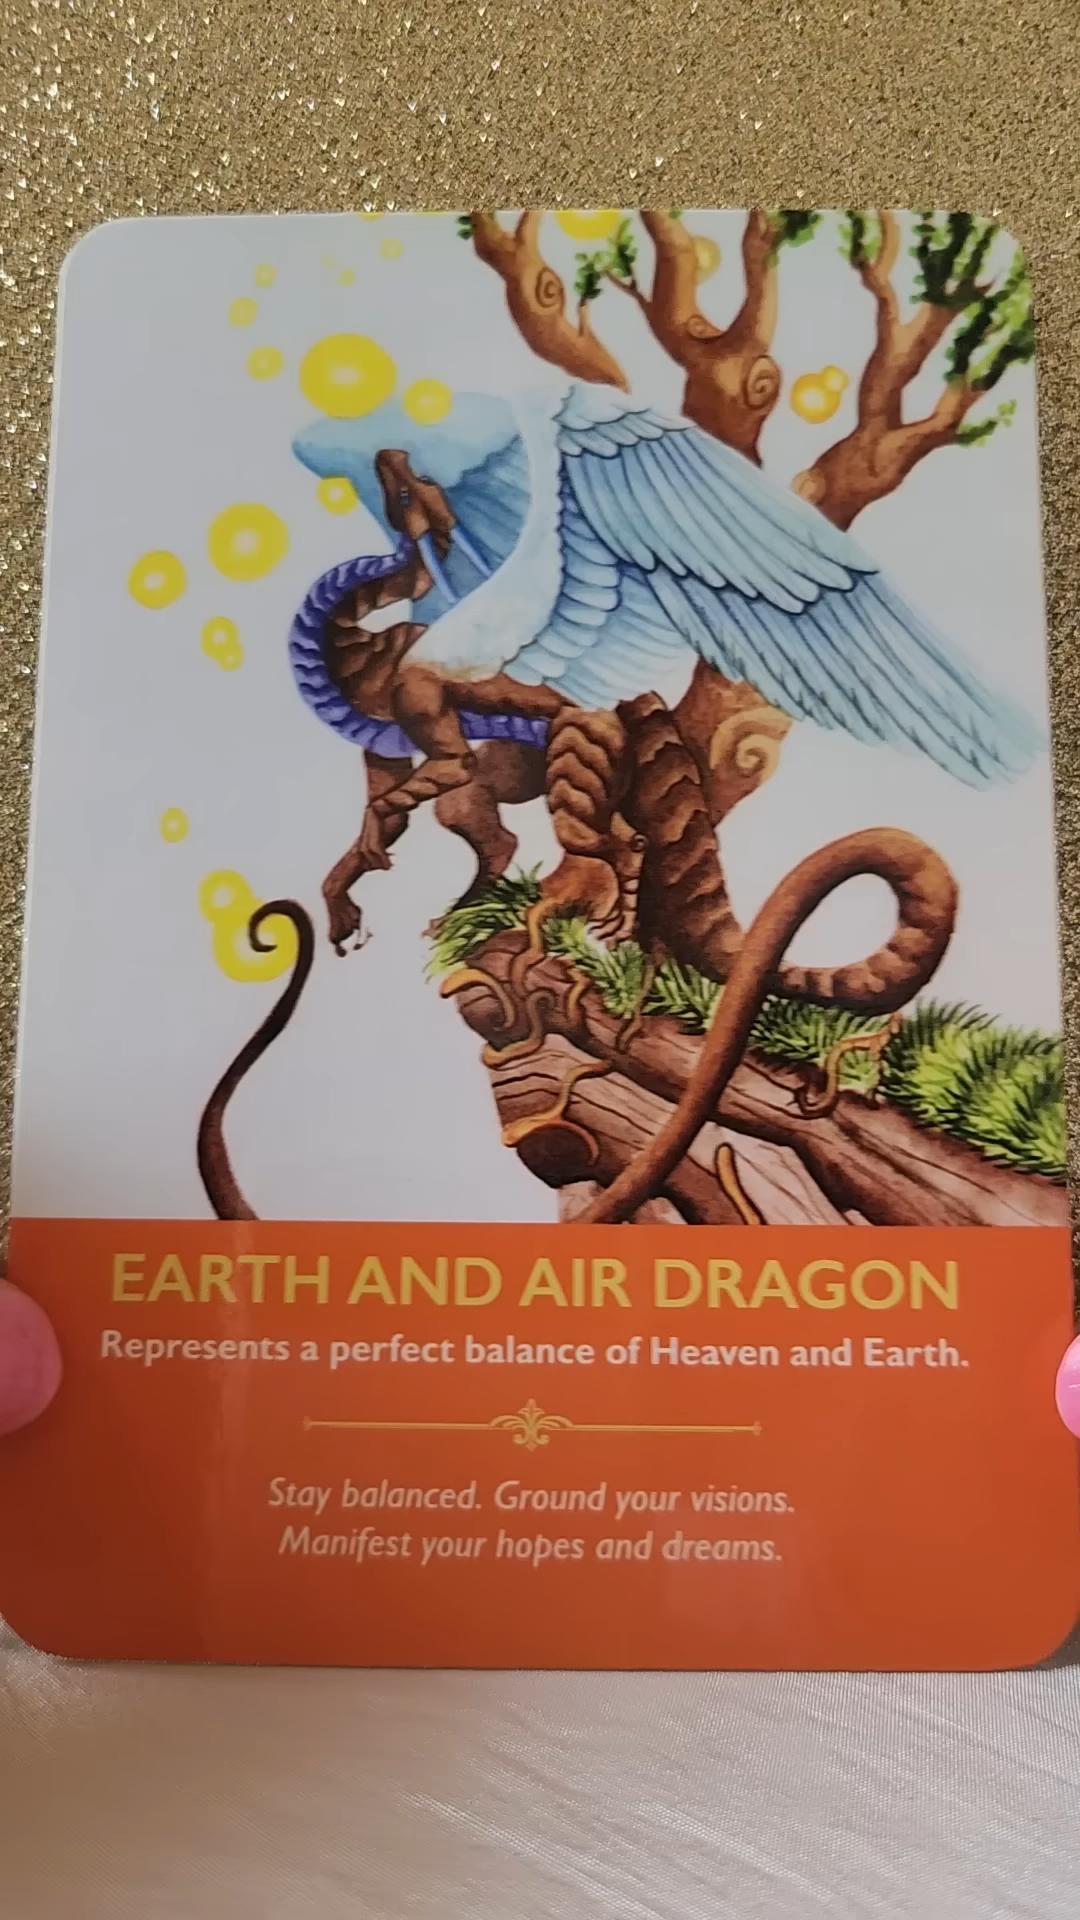 EARTH AND AIR DRAGON
Represents a perfect balance of Heaven and Earth.
Stay balanced. Ground your visions.
Manifest your hopes and dreams.